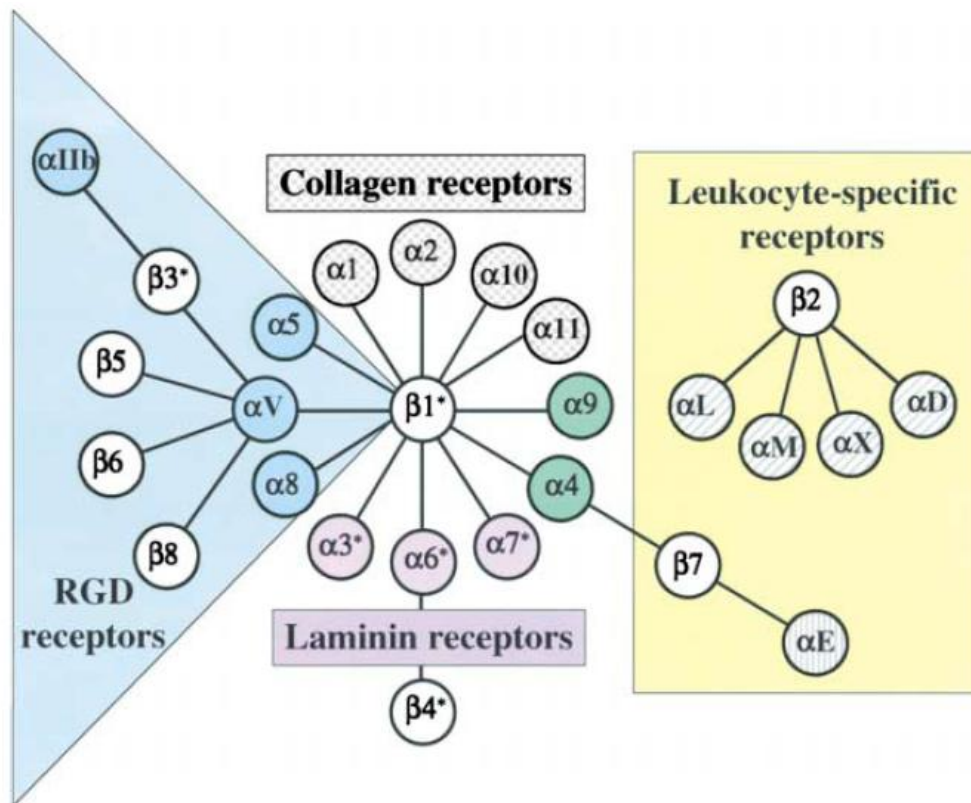 αIIb
Collagen receptors
Leukocyte-specific
receptors
α1
α2
α10
β3*
β2
α5
α11
β5
αV
β1*
α9
αL
αD
αM
αX
β6
α8
α4
α3*
α6*
α7*
β8
β7
RGD
receptors
Laminin receptors
αE
β4*